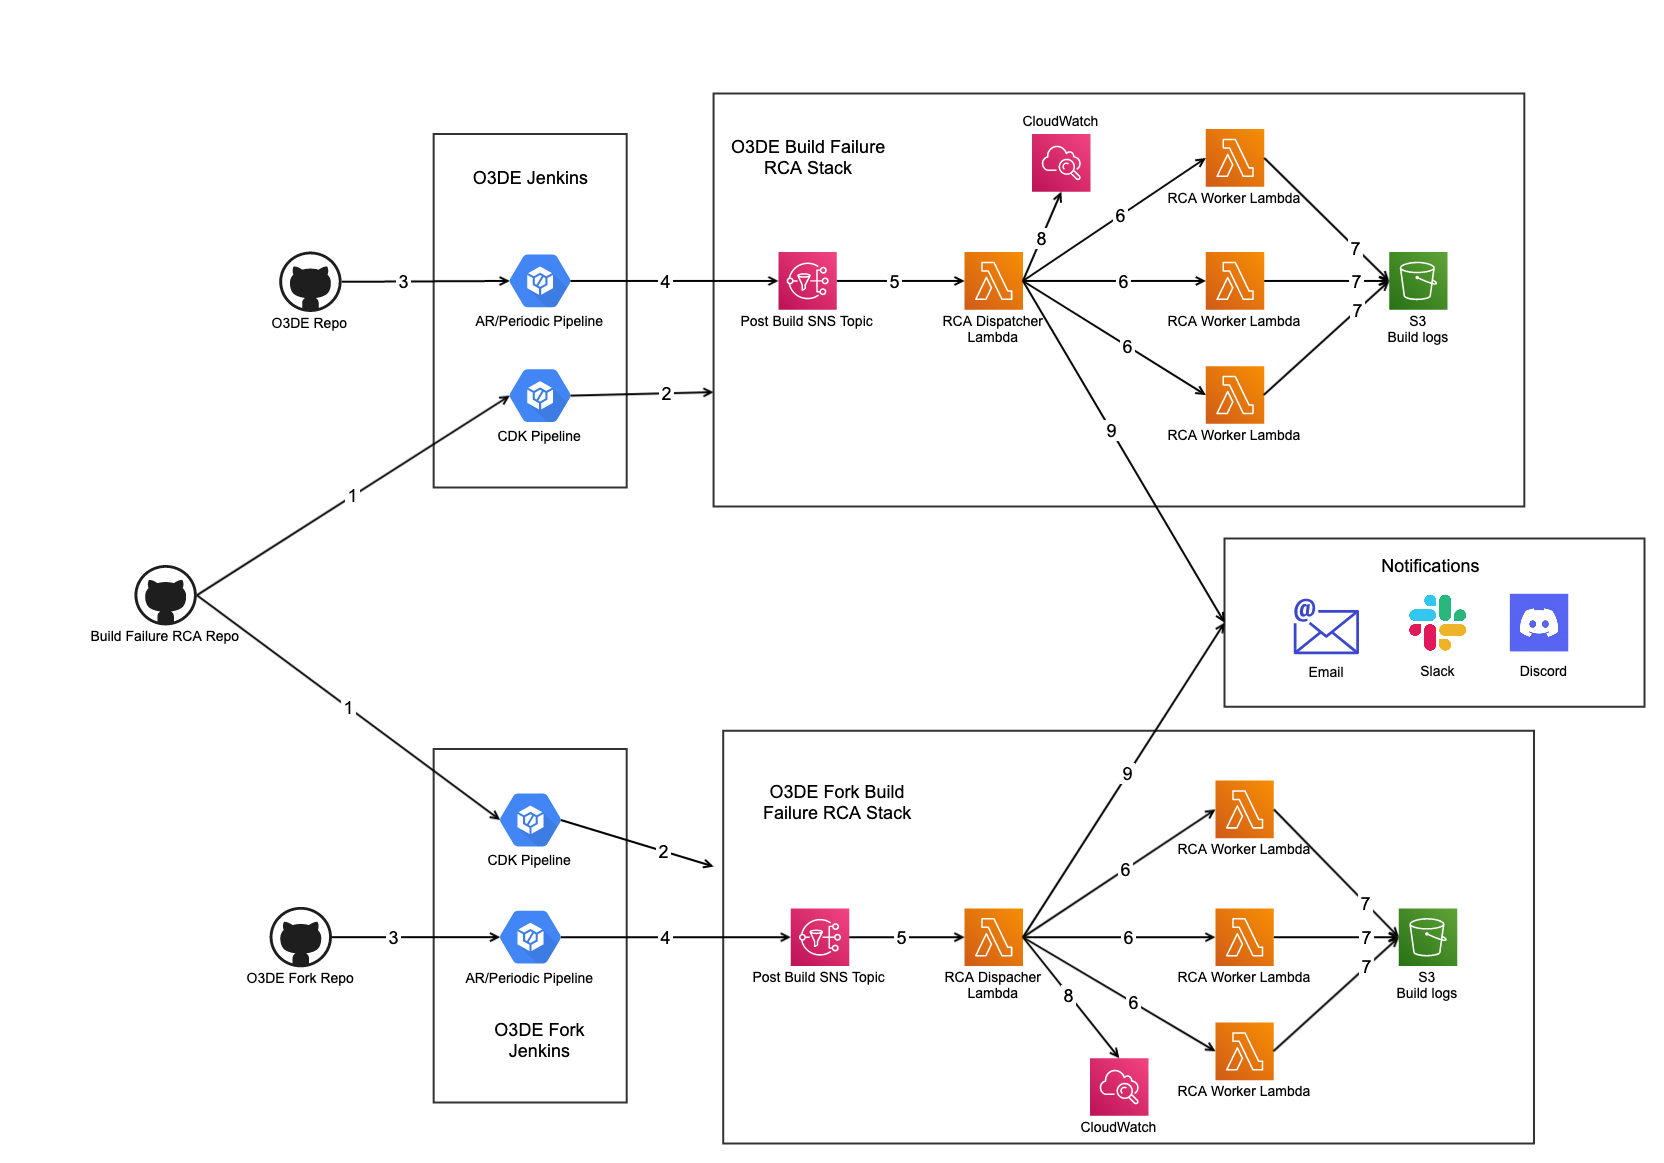 CloudWatch
O3DE Build Failure
RCA Stack
O3DE Jenkins
RCA Worker Lambda
6
8
7
3
4
5
6
7
O3DE Repo
AR/Periodic Pipeline
Post Build SNS Topic
RCA Dispatcher
Lambda
RCA Worker Lambda
S3
Build logs
7
6
2
9
CDK Pipeline
RCA Worker Lambda
1
Notifications
@
Build Failure RCA Repo
Email
Slack
Discord
1
9
O3DE Fork Build
Failure RCA Stack
RCA Worker Lambda
2
CDK Pipeline
6
7
3
4
5
6
7
O3DE Fork Repo
AR/Periodic Pipeline
Post Build SNS Topic
RCA Dispacher
Lambda
RCA Worker Lambda
S3
Build logs
7
8
6
O3DE Fork
Jenkins
RCA Worker Lambda
CloudWatch